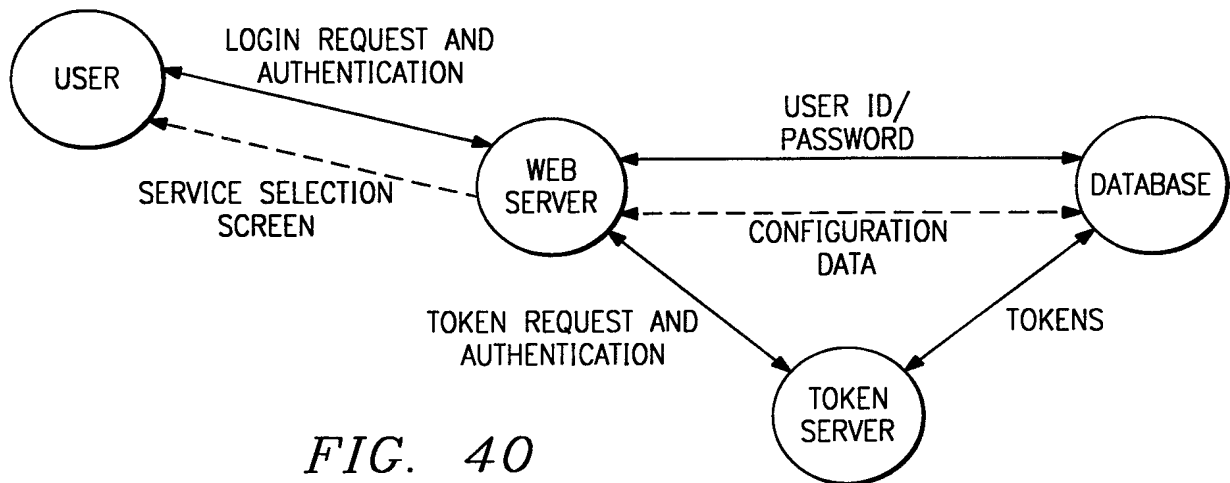 LOGIN REQUEST AND
AUTHENTICATION
USER
USER ID/
PASSWORD
WEB
SERVER
DATABASE
SERVICE SELECTION
SCREEN
CONFIGURATION
DATA
TOKEN REQUEST AND
AUTHENTICATION
TOKENS
TOKEN
SERVER
FIG. 40